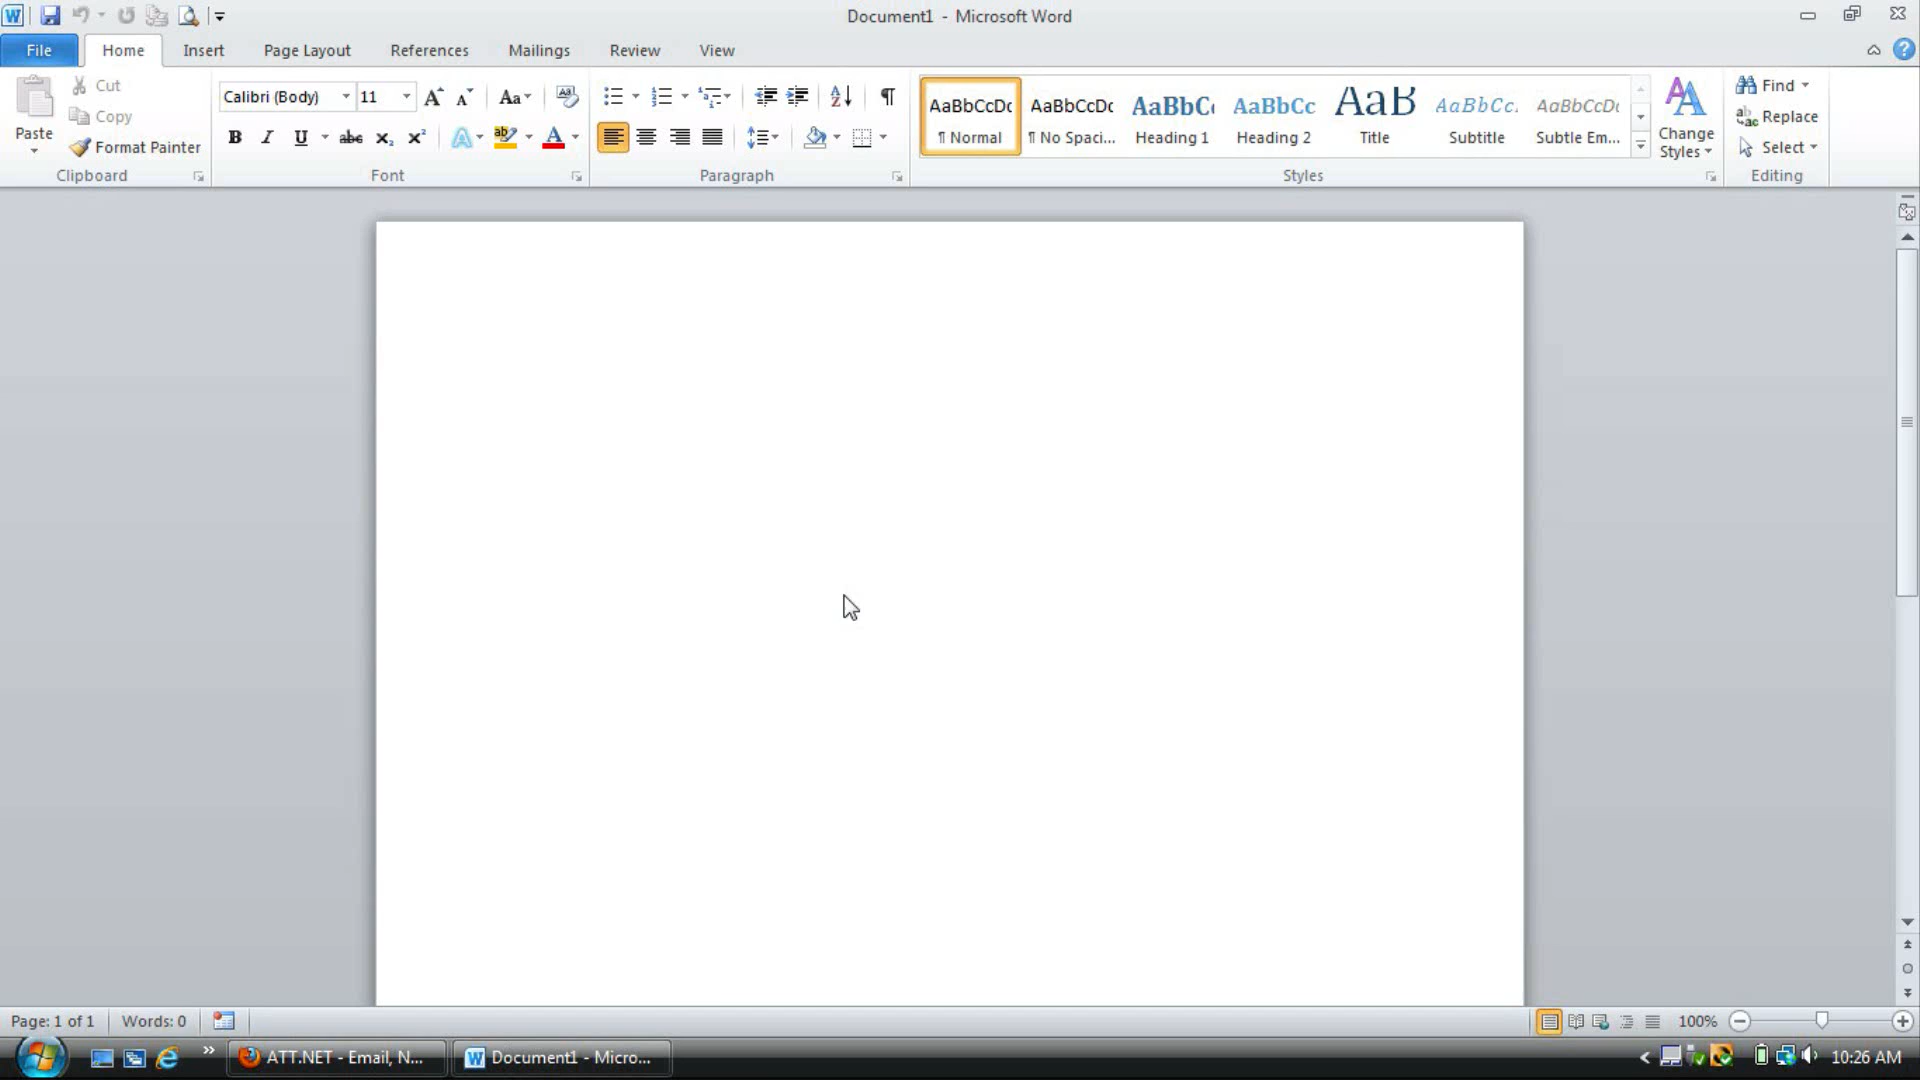 Document1 - Microsoft Word
File Home Insert Page Layout References Mailings Review View
Paste
Cut
Copy
Format Painter
Clipboard
Calibri (Body) 11
Font
Paragraph
AaBbCcDc AaBbCcDc AaBbC AaBbCc AaB AaBbCc. AaBbCcDc
¶ Normal ¶ No Spaci... Heading 1 Heading 2 Title Subtitle Subtle Em...
Styles
Change
Styles
Find
Replace
Select
Editing
Page: 1 of 1 Words: 0 100%
ATT.NET - Email, N... Document1 - Micro... 10:26 AM